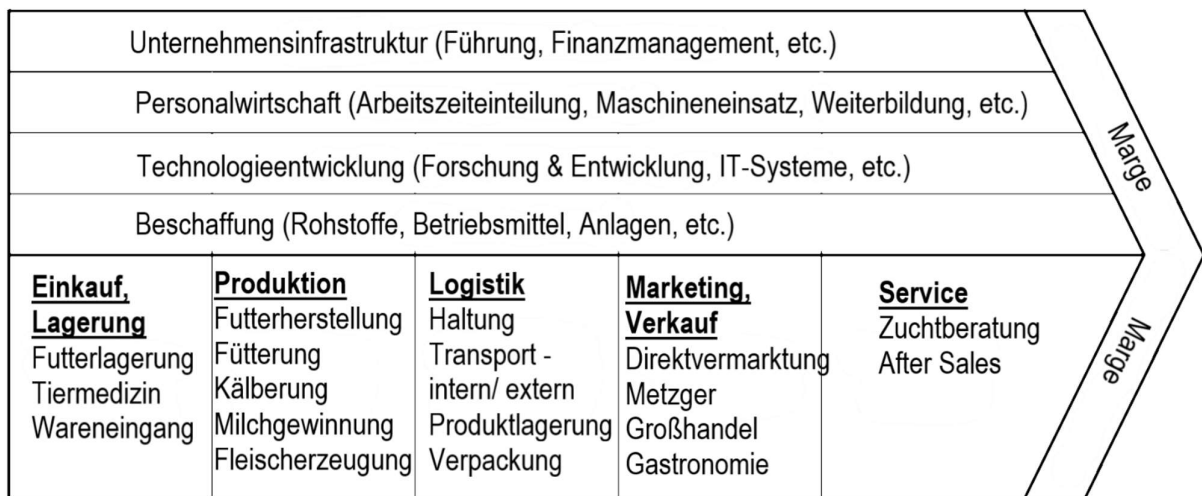 Unternehmensinfrastruktur (Führung, Finanzmanagement, etc.)
Personalwirtschaft (Arbeitszeiteinteilung, Maschineneinsatz, Weiterbildung, etc.)
Technologieentwicklung (Forschung & Entwicklung, IT-Systeme, etc.)
Beschaffung (Rohstoffe, Betriebsmittel, Anlagen, etc.)
Marge
Einkauf,
Lagerung
Futterlagerung
Tiermedizin
Wareneingang
Produktion
Futterherstellung
Fütterung
Kälberung
Milchgewinnung
Fleischerzeugung
Logistik
Haltung
Transport -
intern/ extern
Produktlagerung
Verpackung
Marketing,
Verkauf
Direktvermarktung
Metzger
Großhandel
Gastronomie
Service
Zuchtberatung
After Sales
Marge